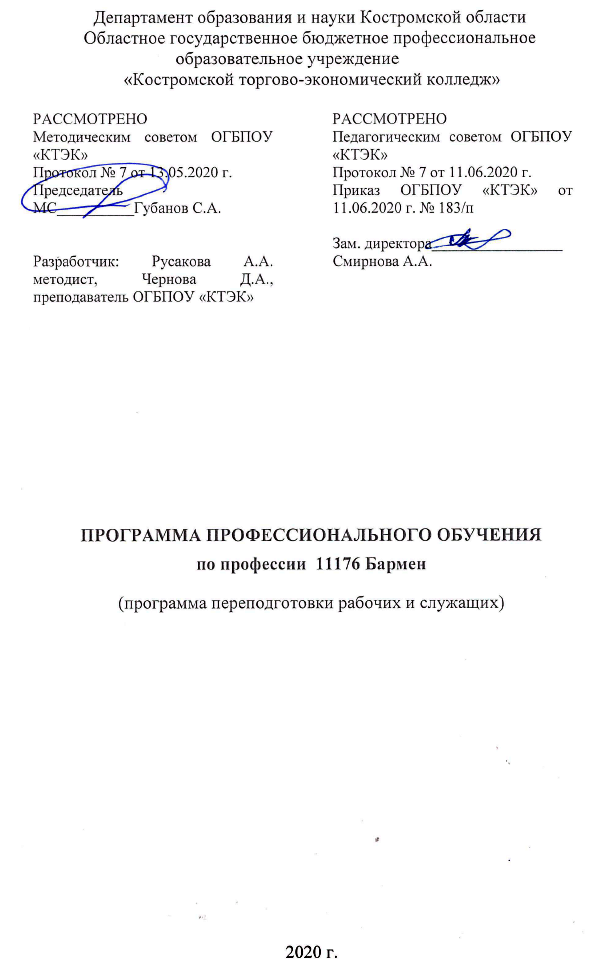 Департамент образования и науки Костромской области
Областное государственное бюджетное профессиональное
образовательное учреждение
«Костромской торгово-экономический колледж»
РАССМОТРЕНО
Методическим советом ОГБПОУ
«КТЭК»
Протокол № 7 от 13.05.2020 г.
Председатель
МС__________Губанов С.А.
Разработчик: Русакова А.А.
методист, Чернова Д.А.,
преподаватель ОГБПОУ «КТЭК»
РАССМОТРЕНО
Педагогическим советом ОГБПОУ
«КТЭК»
Протокол № 7 от 11.06.2020 г.
Приказ ОГБПОУ «КТЭК» от
11.06.2020 г. № 183/п
Зам. директора_________________
Смирнова А.А.
ПРОГРАММА ПРОФЕССИОНАЛЬНОГО ОБУЧЕНИЯ
по профессии 11176 Бармен
(программа переподготовки рабочих и служащих)
2020 г.